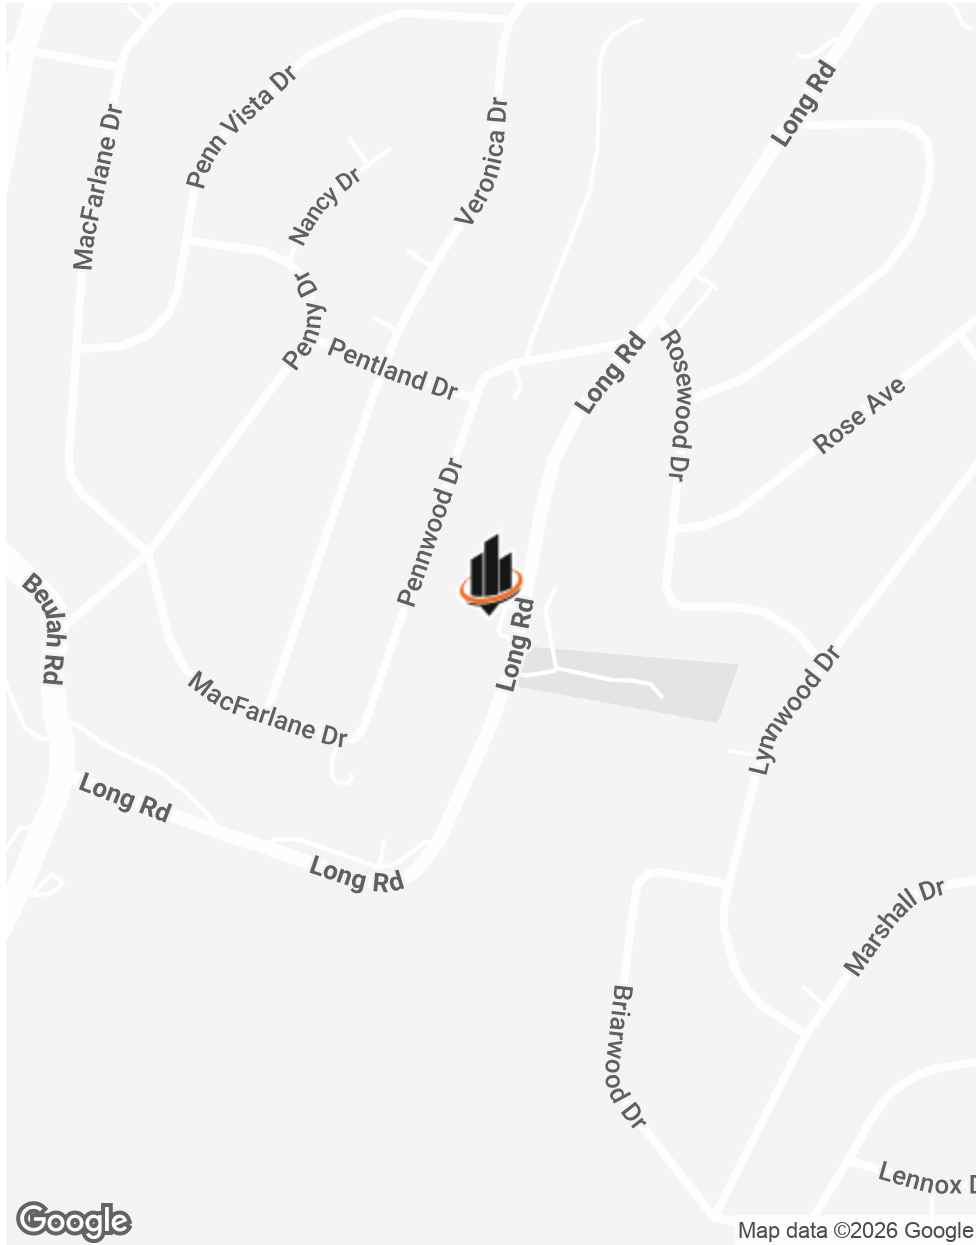 Long Rd
Penn Vista Dr
MacFarlane Dr
Veronica Dr
Nancy Dr
Penny Dr
Pentland Dr
Long Rd
Rosewood Dr
Rose Ave
Pennwood Dr
Beulah Rd
Long Rd
MacFarlane Dr
Lynnwood Dr
Long Rd
Long Rd
Marshall Dr
Briarwood Dr
Lennox D
Google
Map data ©2026 Google